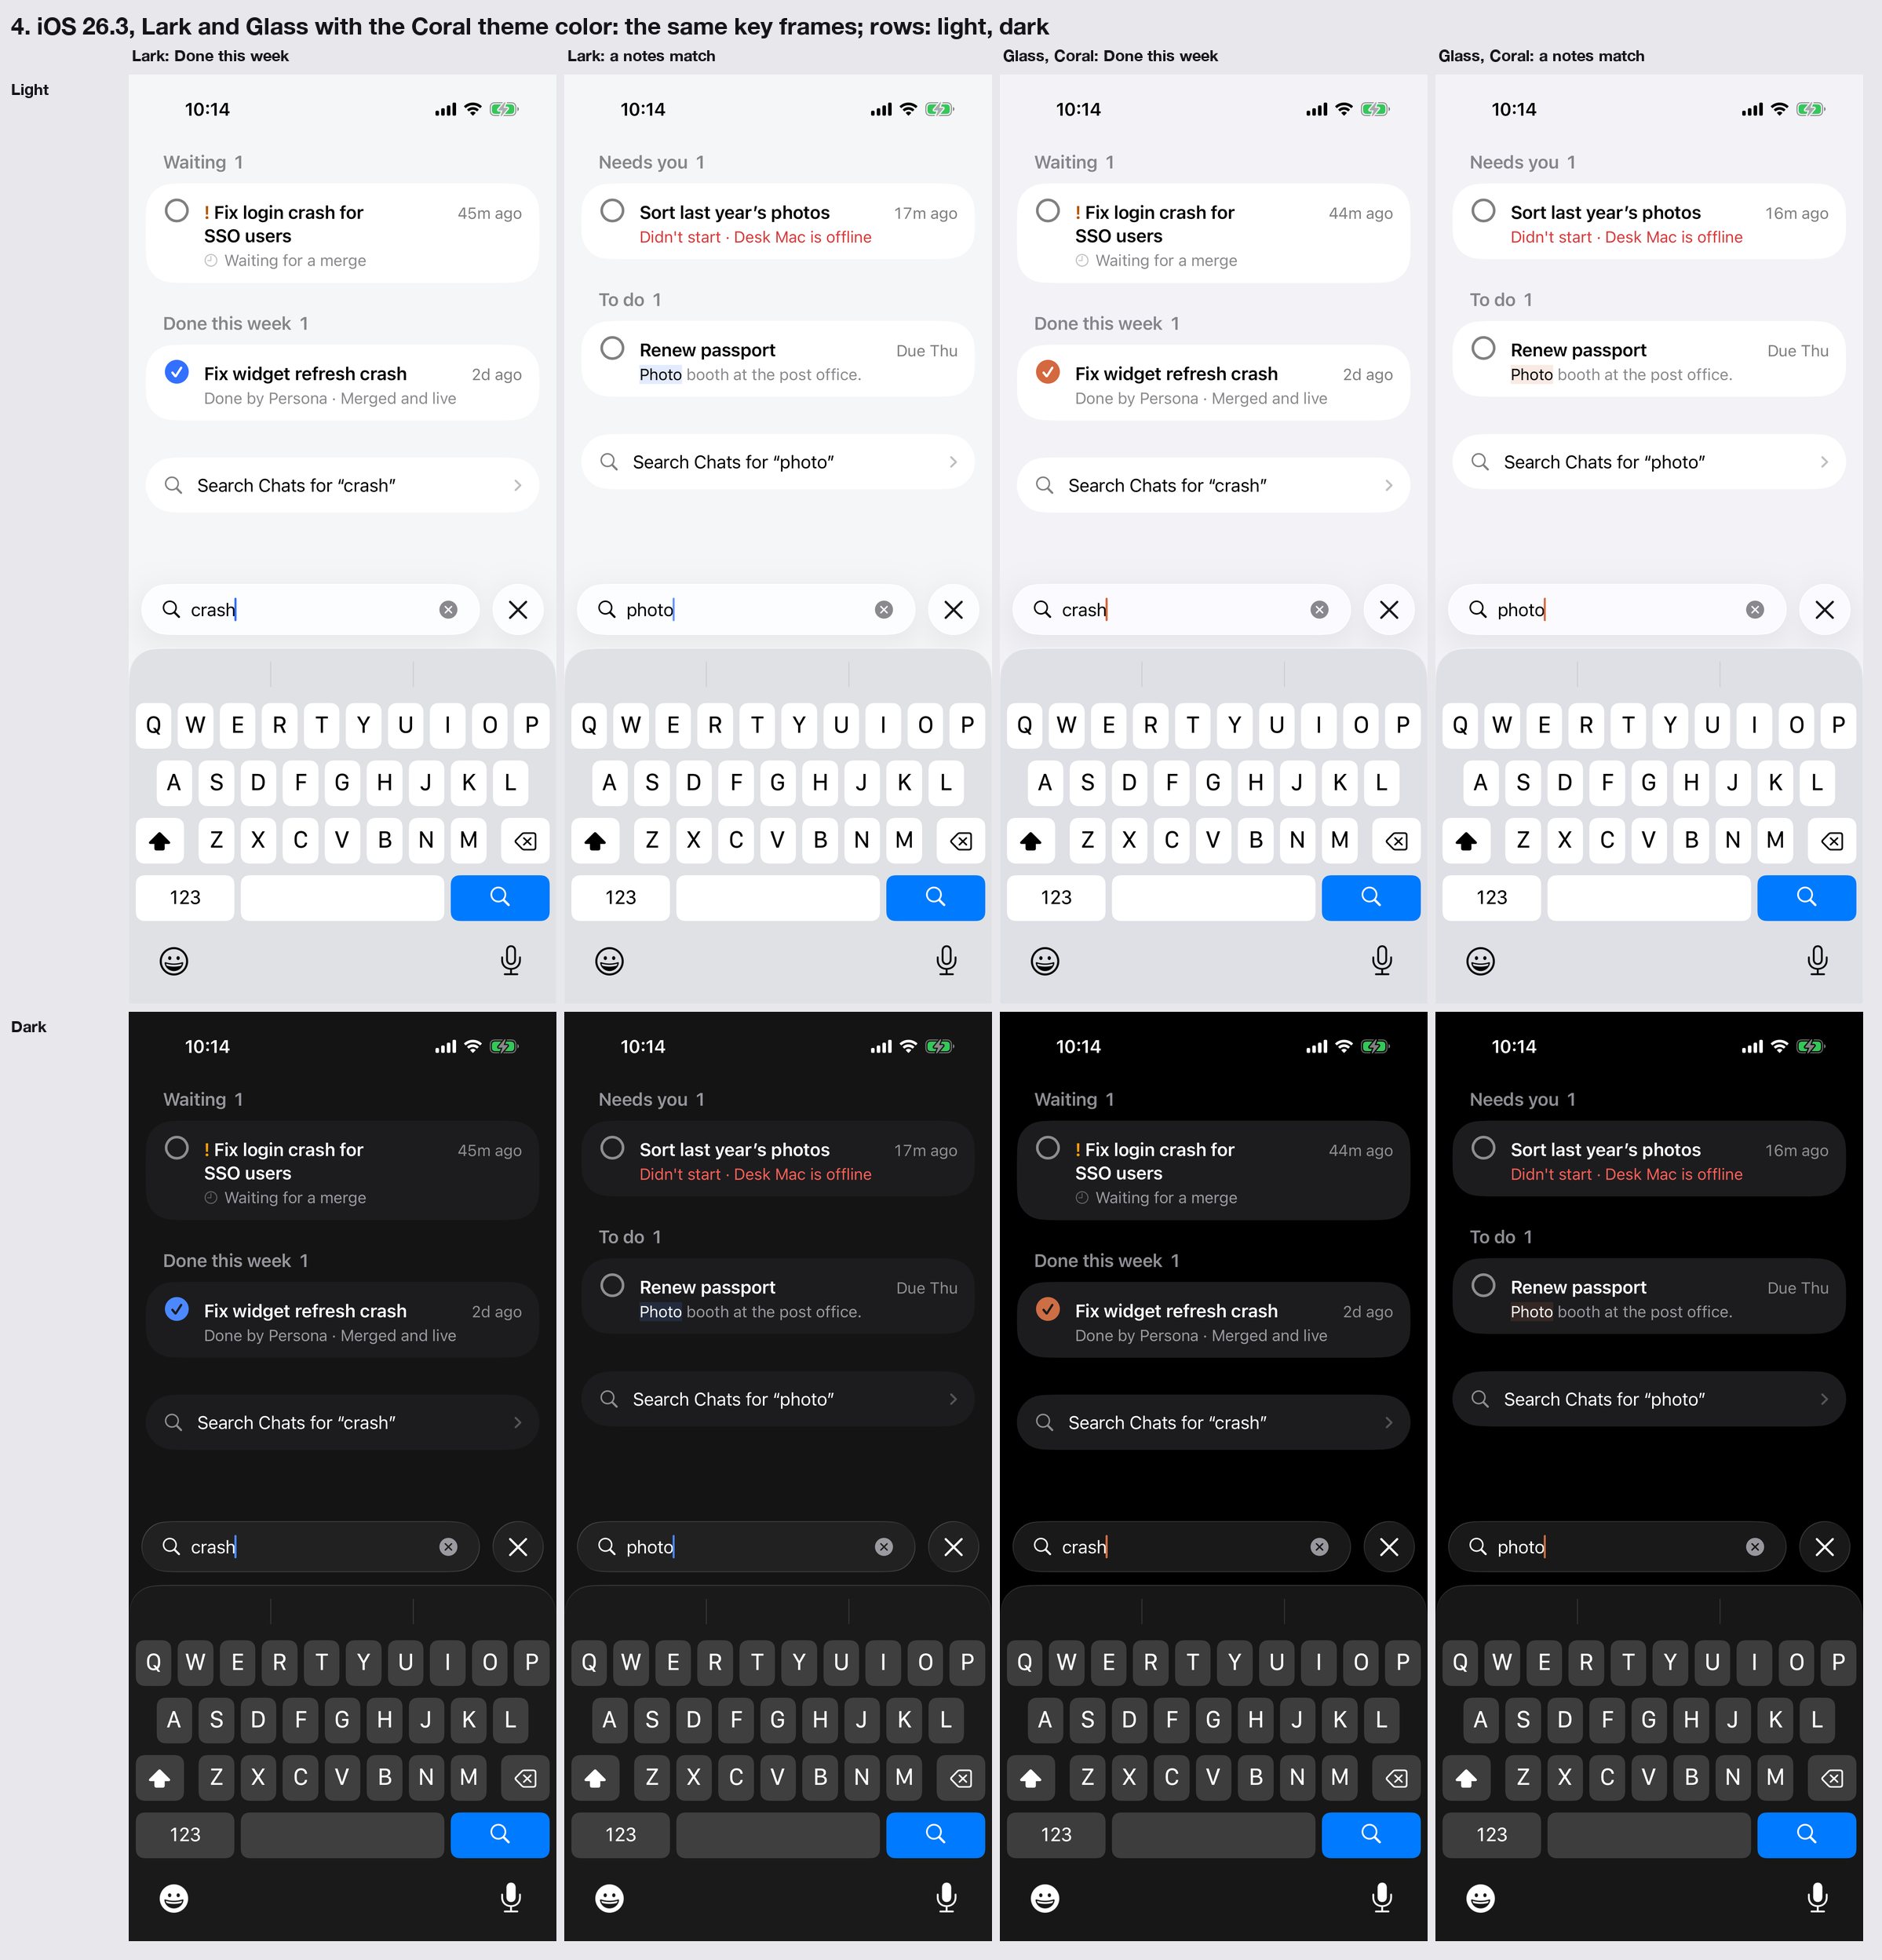 4. iOS 26.3, Lark and Glass with the Coral theme color: the same key frames; rows: light, dark
Lark: Done this week
Lark: a notes match
Glass, Coral: Done this week
Glass, Coral: a notes match
Light
10:14
Waiting 1
! Fix login crash for
SSO users
45m ago
Waiting for a merge
Done this week 1
Fix widget refresh crash
2d ago
Done by Persona · Merged and live
Search Chats for “crash”
crash
Q W E R T Y U I O P
A S D F G H J K L
Z X C V B N M
123
10:14
Needs you 1
Sort last year’s photos
17m ago
Didn't start · Desk Mac is offline
To do 1
Renew passport
Due Thu
Photo booth at the post office.
Search Chats for “photo”
photo
Q W E R T Y U I O P
A S D F G H J K L
Z X C V B N M
123
10:14
Waiting 1
! Fix login crash for
SSO users
44m ago
Waiting for a merge
Done this week 1
Fix widget refresh crash
2d ago
Done by Persona · Merged and live
Search Chats for “crash”
crash
Q W E R T Y U I O P
A S D F G H J K L
Z X C V B N M
123
10:14
Needs you 1
Sort last year’s photos
16m ago
Didn't start · Desk Mac is offline
To do 1
Renew passport
Due Thu
Photo booth at the post office.
Search Chats for “photo”
photo
Q W E R T Y U I O P
A S D F G H J K L
Z X C V B N M
123
Dark
10:14
Waiting 1
! Fix login crash for
SSO users
45m ago
Waiting for a merge
Done this week 1
Fix widget refresh crash
2d ago
Done by Persona · Merged and live
Search Chats for “crash”
crash
Q W E R T Y U I O P
A S D F G H J K L
Z X C V B N M
123
10:14
Needs you 1
Sort last year’s photos
17m ago
Didn't start · Desk Mac is offline
To do 1
Renew passport
Due Thu
Photo booth at the post office.
Search Chats for “photo”
photo
Q W E R T Y U I O P
A S D F G H J K L
Z X C V B N M
123
10:14
Waiting 1
! Fix login crash for
SSO users
44m ago
Waiting for a merge
Done this week 1
Fix widget refresh crash
2d ago
Done by Persona · Merged and live
Search Chats for “crash”
crash
Q W E R T Y U I O P
A S D F G H J K L
Z X C V B N M
123
10:14
Needs you 1
Sort last year’s photos
16m ago
Didn't start · Desk Mac is offline
To do 1
Renew passport
Due Thu
Photo booth at the post office.
Search Chats for “photo”
photo
Q W E R T Y U I O P
A S D F G H J K L
Z X C V B N M
123